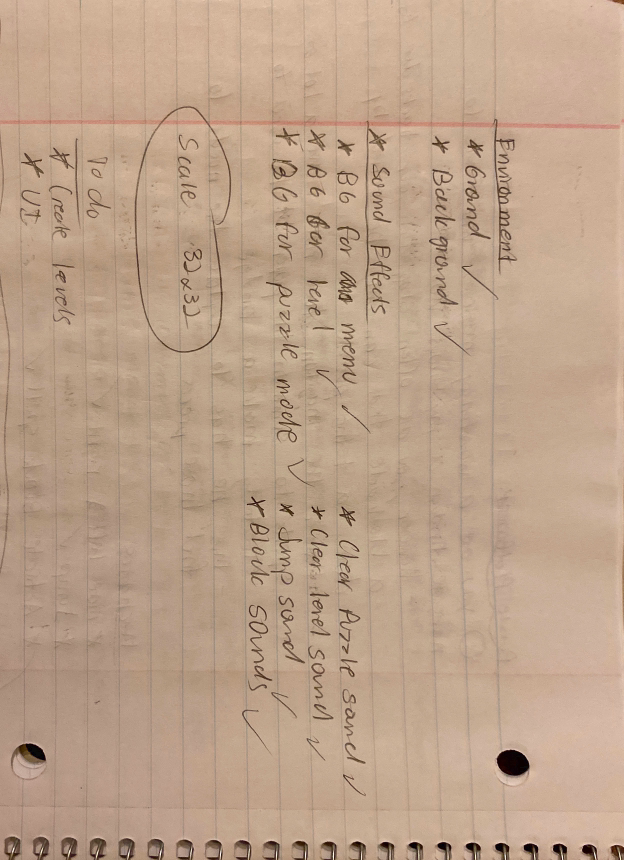 Environment
* Ground ✓
* Background ✓
* Sound Effects
* BG for menu ✓
* BG for level ✓
* BG for puzzle mode ✓
* Clear Puzzle sound ✓
* Clear level sound ✓
* Jump sound ✓
* Block sounds ✓
Scale 32x32
To do
* Create levels
* UI